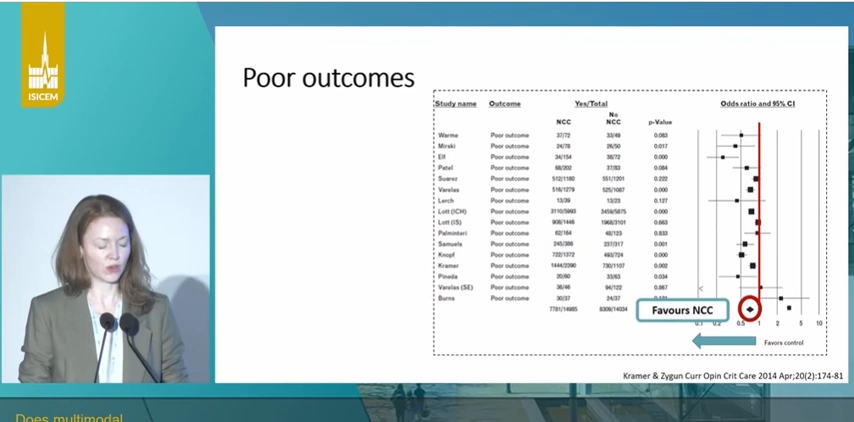 ISICEM
Poor outcomes
Study name Outcome Yes/Total Odds ratio and 95% CI
NCC No NCC p-Value
Warme Poor outcome 37/72 33/49 0.083
Mirski Poor outcome 24/78 26/50 0.017
Elf Poor outcome 34/154 38/72 0.000
Patel Poor outcome 68/202 37/83 0.084
Suarez Poor outcome 512/1180 551/1201 0.222
Varelas Poor outcome 516/1279 525/1087 0.000
Lerch Poor outcome 13/39 13/23 0.127
Lott (ICH) Poor outcome 3110/5993 3459/5875 0.000
Lott (IS) Poor outcome 908/1446 1968/3101 0.663
Palminteri Poor outcome 62/164 48/123 0.833
Samuels Poor outcome 245/386 237/317 0.001
Knopf Poor outcome 722/1372 493/724 0.000
Kramer Poor outcome 1444/2390 730/1107 0.002
Pineda Poor outcome 20/60 33/63 0.034
Varelas (SE) Poor outcome 36/46 94/122 0.867
Burns Poor outcome 30/37 24/37
7781/14985 8309/14034
Favours NCC
0.1 0.2 0.5 1 2 5 10
Favors control
Kramer & Zygun Curr Opin Crit Care 2014 Apr;20(2):174-81
Does multimodal